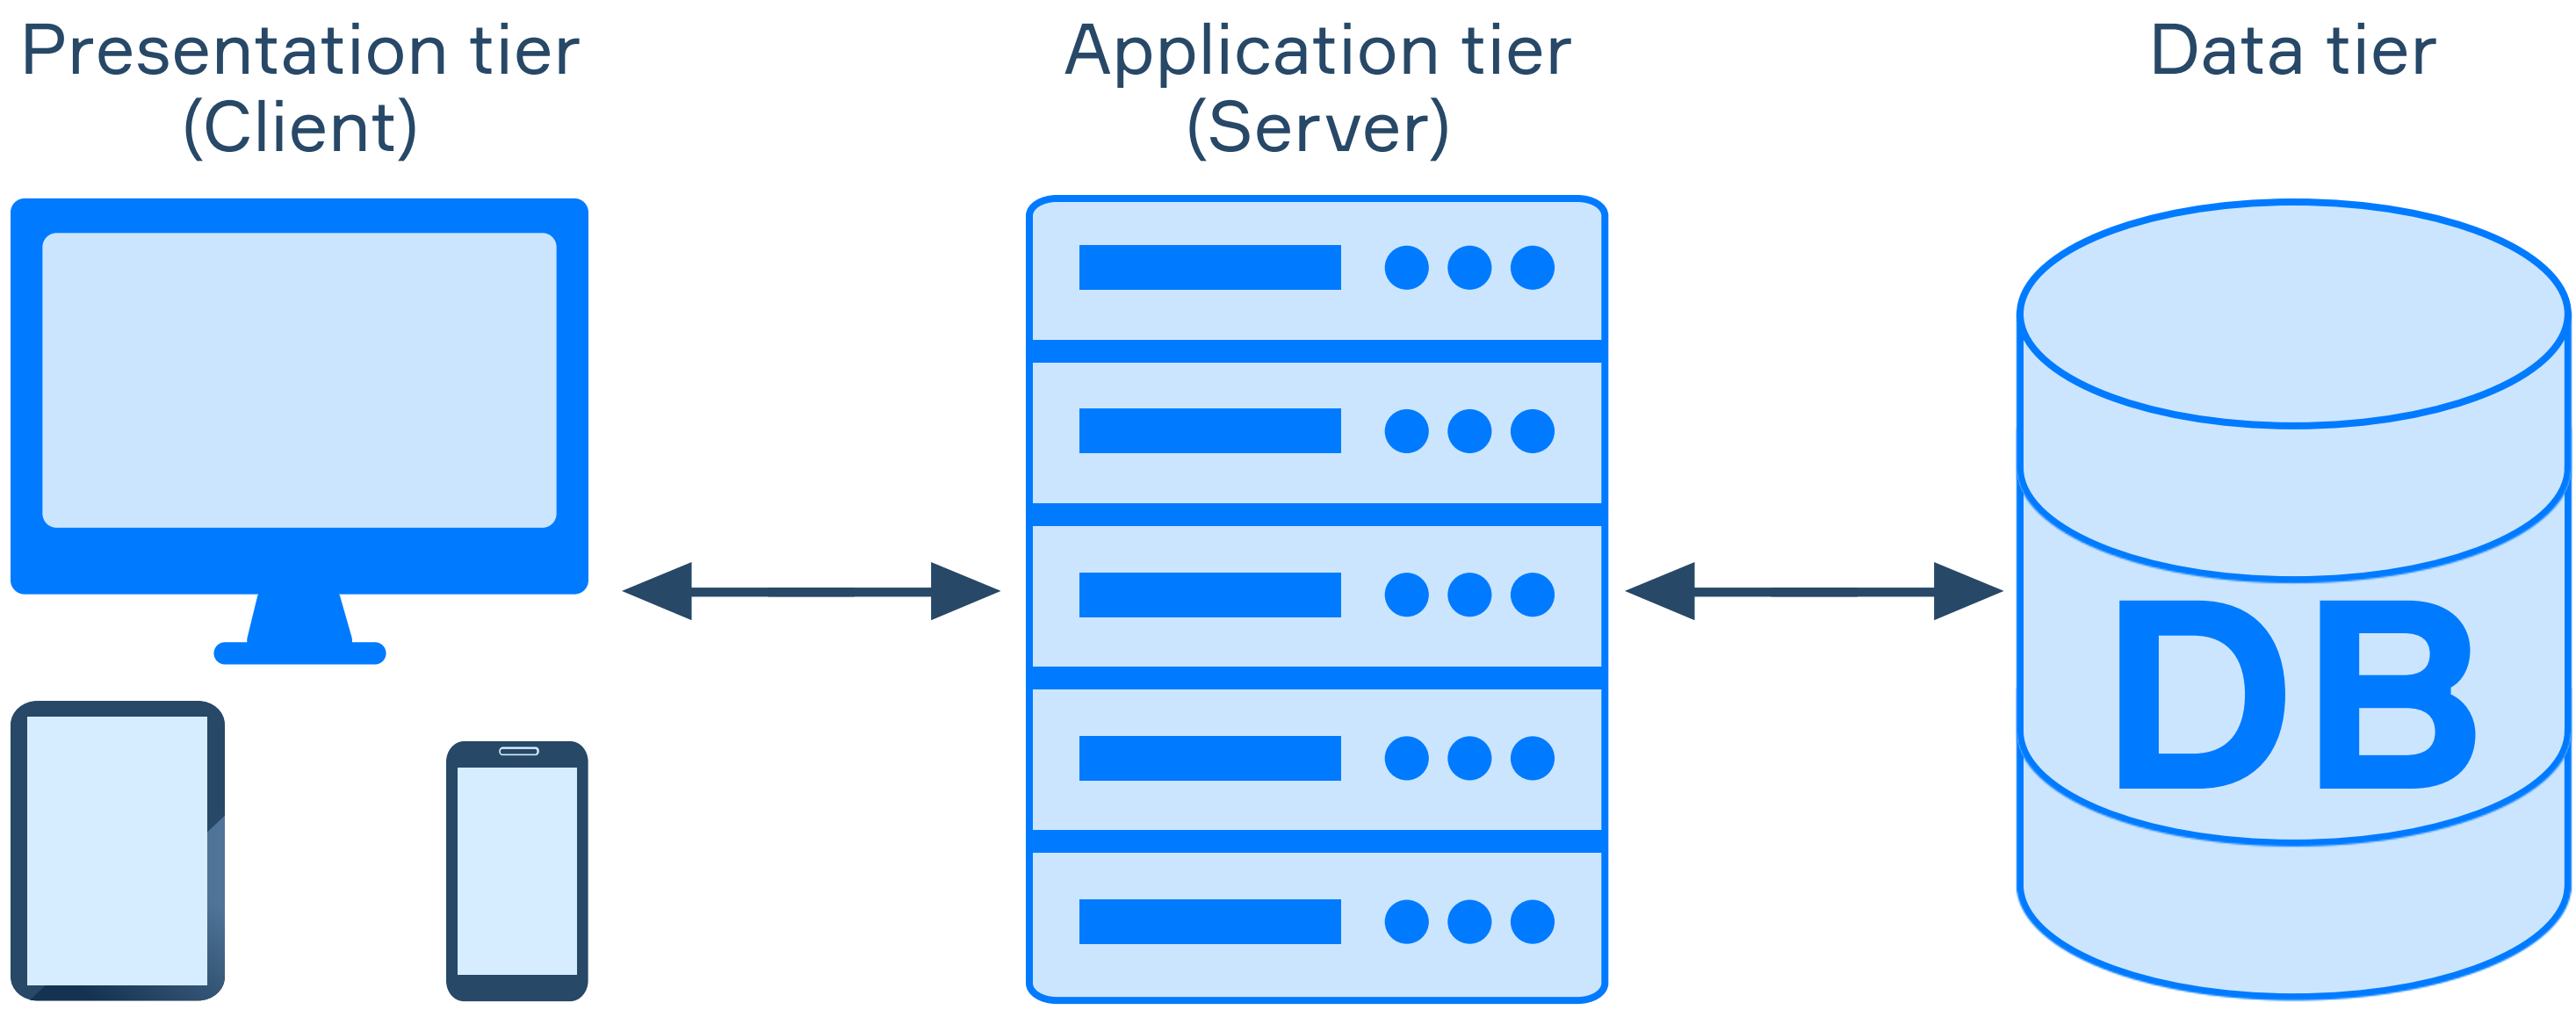 Presentation tier
(Client)
Application tier
(Server)
Data tier
DB